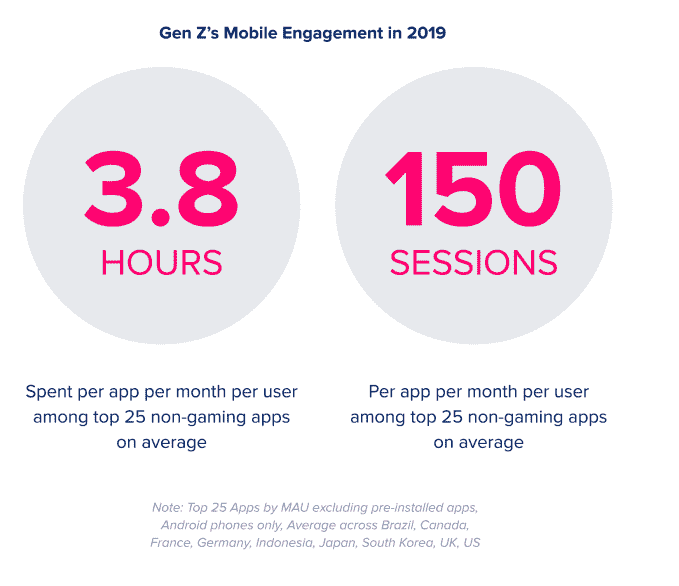 Gen Z's Mobile Engagement in 2019
3.8
HOURS
Spent per app per month per user
among top 25 non-gaming apps
on average
150
SESSIONS
Per app per month per user
among top 25 non-gaming apps
on average
Note: Top 25 Apps by MAU excluding pre-installed apps,
Android phones only, Average across Brazil, Canada,
France, Germany, Indonesia, Japan, South Korea, UK, US